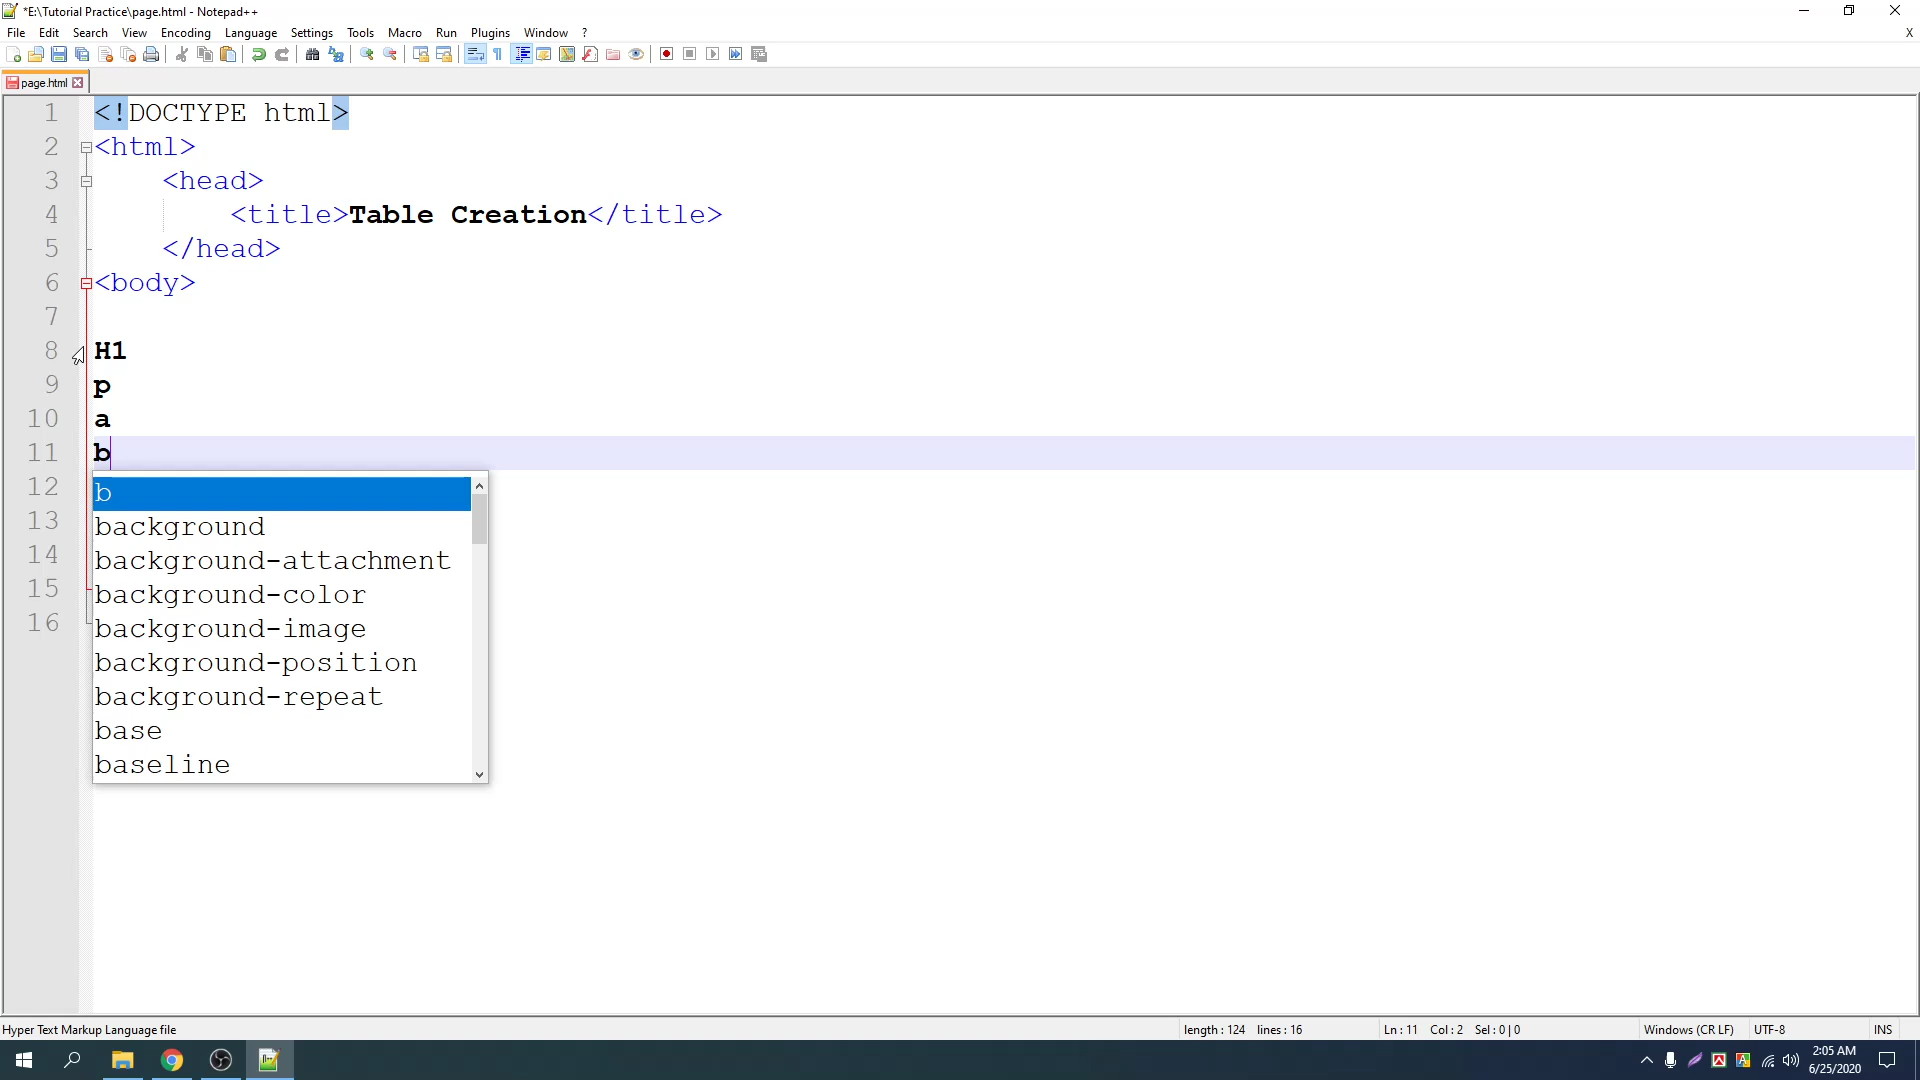 *E:\Tutorial Practice\page.html - Notepad++
File Edit Search View Encoding Language Settings Tools Macro Run Plugins Window ? X
page.html
1 <!DOCTYPE html>
2 <html>
3 <head>
4 <title>Table Creation</title>
5 </head>
6 <body>
7
8 H1
9 p
10 a
11 b
12 b
13 background
14 background-attachment
15 background-color
16 background-image
background-position
background-repeat
base
baseline
Hyper Text Markup Language file length : 124 lines : 16 Ln : 11 Col : 2 Sel : 0 | 0 Windows (CR LF) UTF-8 INS
2:05 AM
6/25/2020